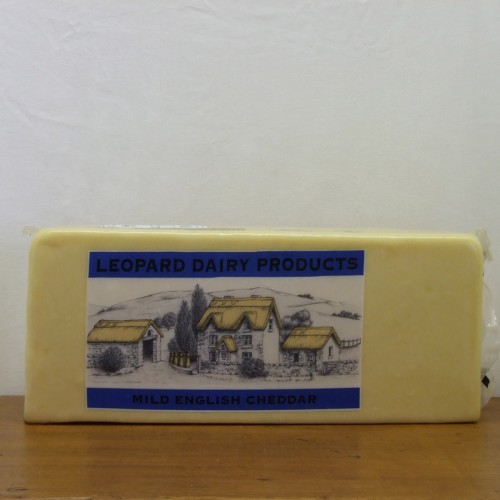 LEOPARD DAIRY PRODUCTS
MILD ENGLISH CHEDDAR